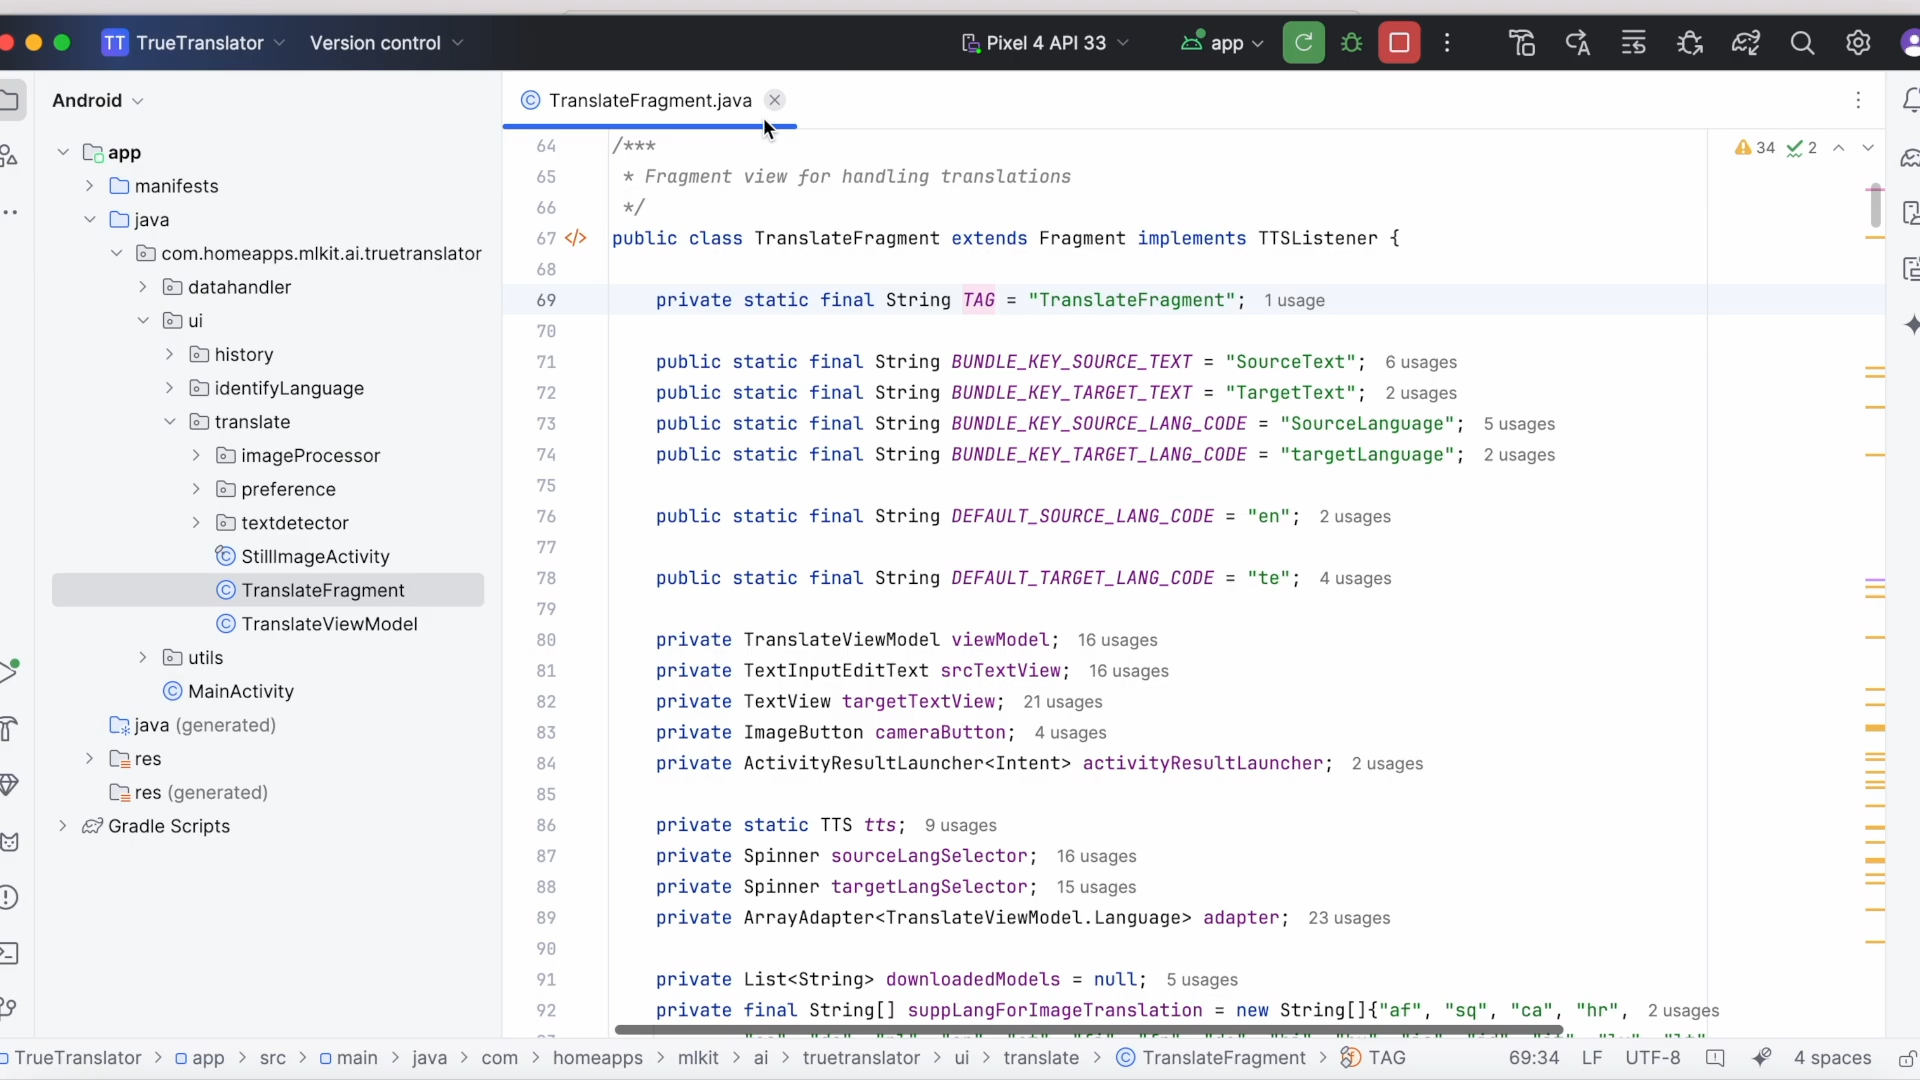 TT TrueTranslator Version control Pixel 4 API 33 app
Android
app
manifests
java
com.homeapps.mlkit.ai.truetranslator
datahandler
ui
history
identifyLanguage
translate
imageProcessor
preference
textdetector
StillImageActivity
TranslateFragment
TranslateViewModel
utils
MainActivity
java (generated)
res
res (generated)
Gradle Scripts
TranslateFragment.java
34 2
64 /***
65 * Fragment view for handling translations
66 */
67 public class TranslateFragment extends Fragment implements TTSListener {
68
69 private static final String TAG = "TranslateFragment"; 1 usage
70
71 public static final String BUNDLE_KEY_SOURCE_TEXT = "SourceText"; 6 usages
72 public static final String BUNDLE_KEY_TARGET_TEXT = "TargetText"; 2 usages
73 public static final String BUNDLE_KEY_SOURCE_LANG_CODE = "SourceLanguage"; 5 usages
74 public static final String BUNDLE_KEY_TARGET_LANG_CODE = "targetLanguage"; 2 usages
75
76 public static final String DEFAULT_SOURCE_LANG_CODE = "en"; 2 usages
77
78 public static final String DEFAULT_TARGET_LANG_CODE = "te"; 4 usages
79
80 private TranslateViewModel viewModel; 16 usages
81 private TextInputEditText srcTextView; 16 usages
82 private TextView targetTextView; 21 usages
83 private ImageButton cameraButton; 4 usages
84 private ActivityResultLauncher<Intent> activityResultLauncher; 2 usages
85
86 private static TTS tts; 9 usages
87 private Spinner sourceLangSelector; 16 usages
88 private Spinner targetLangSelector; 15 usages
89 private ArrayAdapter<TranslateViewModel.Language> adapter; 23 usages
90
91 private List<String> downloadedModels = null; 5 usages
92 private final String[] suppLangForImageTranslation = new String[]{"af", "sq", "ca", "hr", 2 usages
TrueTranslator > app > src > main > java > com > homeapps > mlkit > ai > truetranslator > ui > translate > TranslateFragment > TAG 69:34 LF UTF-8 4 spaces